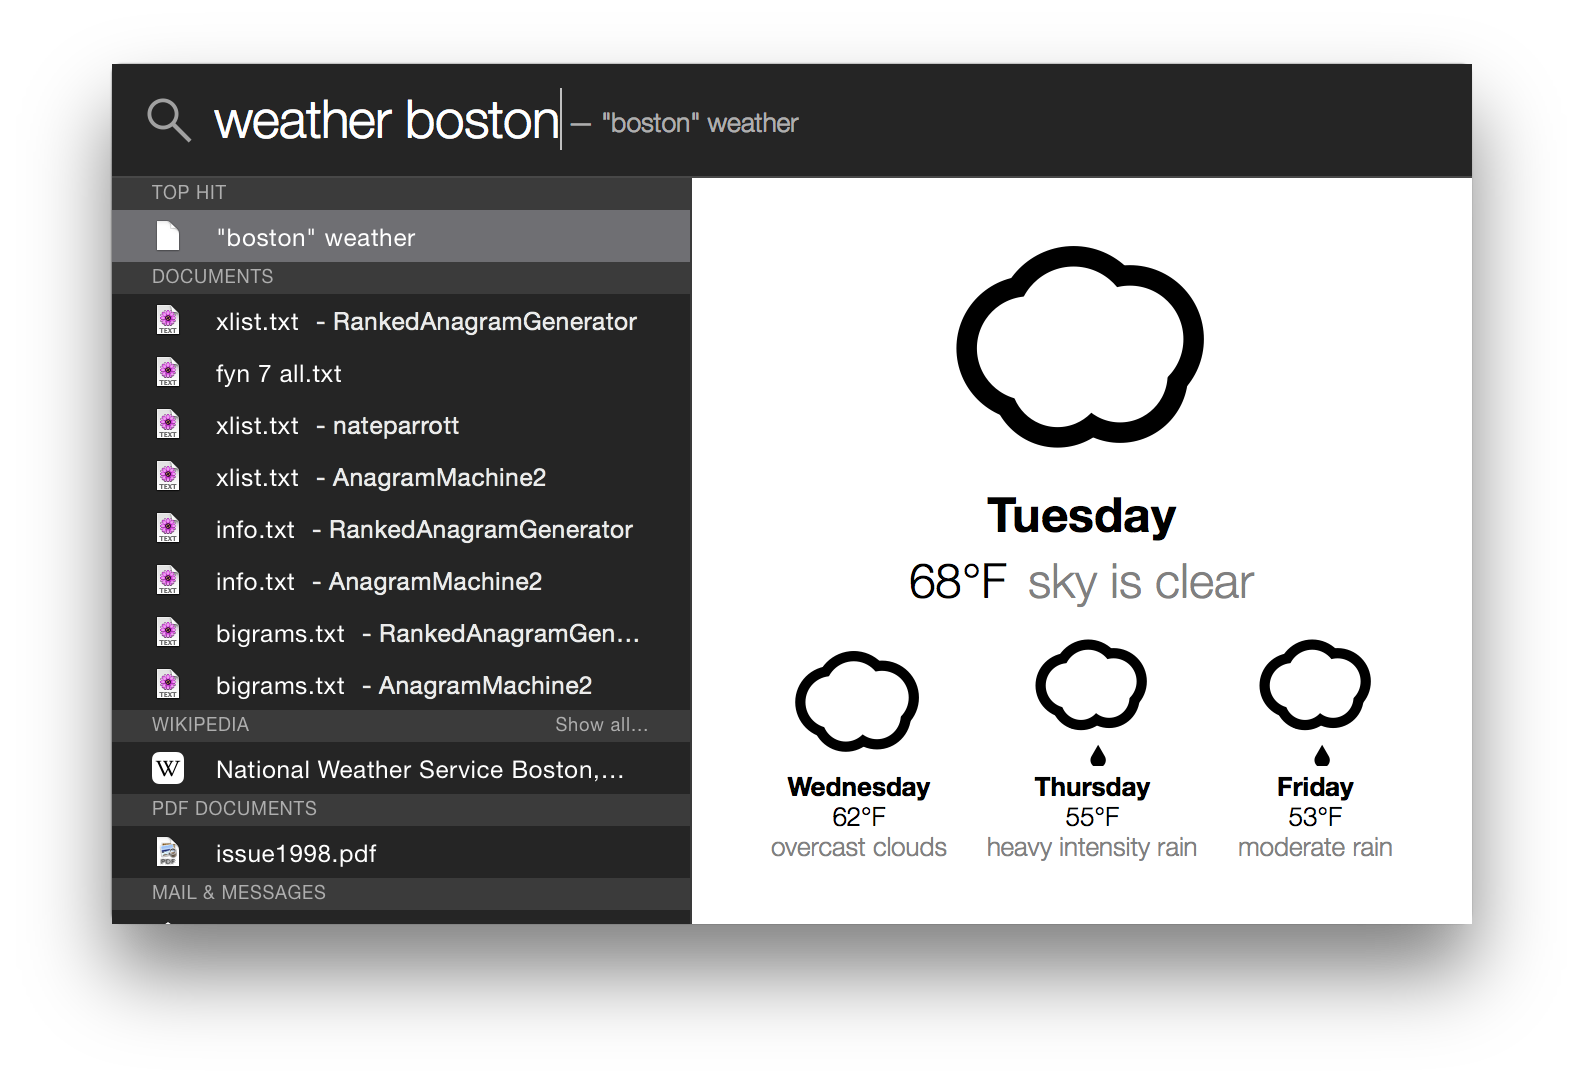 weather boston — "boston" weather
TOP HIT
"boston" weather
DOCUMENTS
xlist.txt - RankedAnagramGenerator
fyn 7 all.txt
xlist.txt - nateparrott
xlist.txt - AnagramMachine2
info.txt - RankedAnagramGenerator
info.txt - AnagramMachine2
bigrams.txt - RankedAnagramGen...
bigrams.txt - AnagramMachine2
WIKIPEDIA Show all...
W National Weather Service Boston,...
PDF DOCUMENTS
issue1998.pdf
MAIL & MESSAGES
Tuesday
68°F sky is clear
Wednesday
62°F
overcast clouds
Thursday
55°F
heavy intensity rain
Friday
53°F
moderate rain